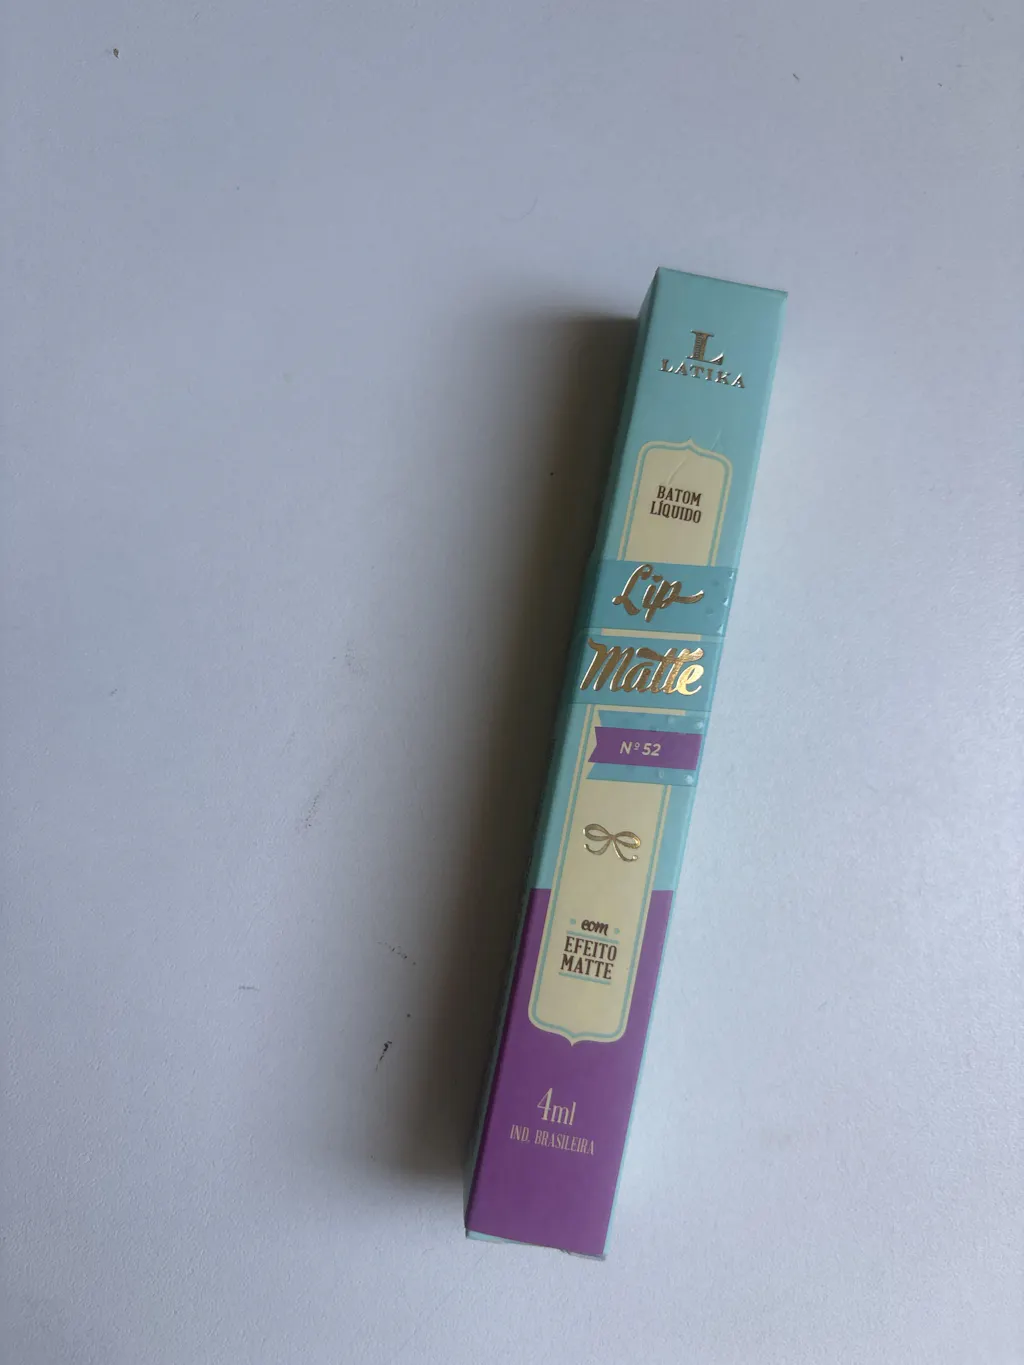 L
LATIKA
BATOM
LÍQUIDO
Lip
Matte
Nº 52
com
EFEITO
MATTE
4ml
IND. BRASILEIRA